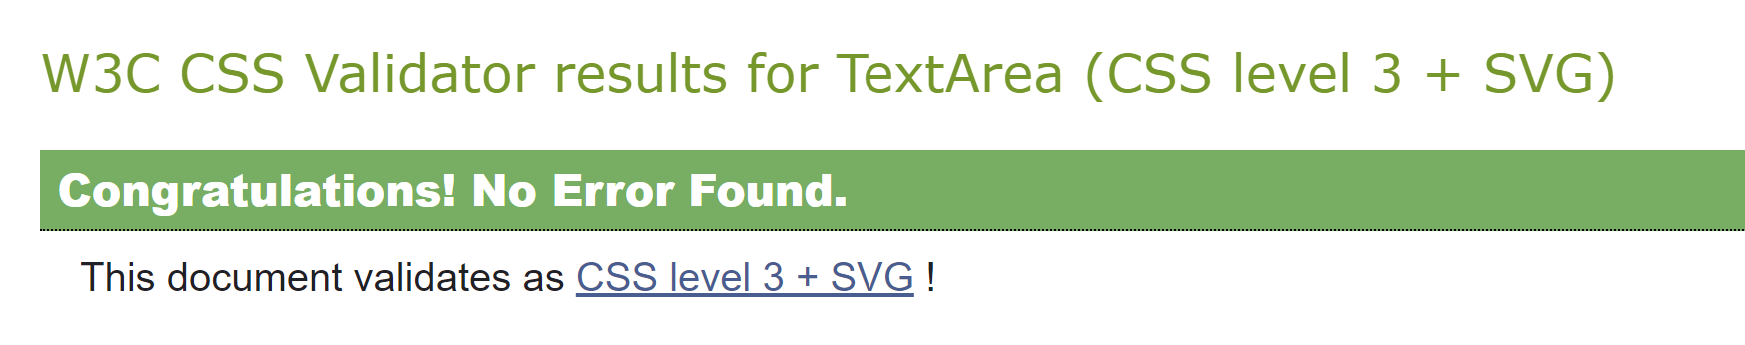 W3C CSS Validator results for TextArea (CSS level 3 + SVG)
Congratulations! No Error Found.
This document validates as CSS level 3 + SVG !